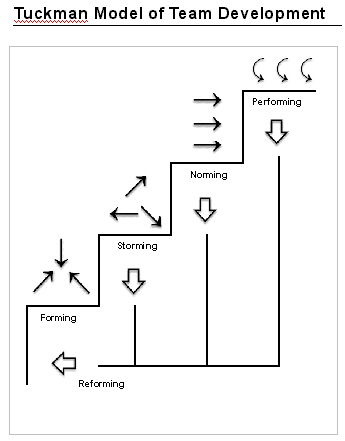 Tuckman Model of Team Development
Performing
Norming
Storming
Forming
Reforming